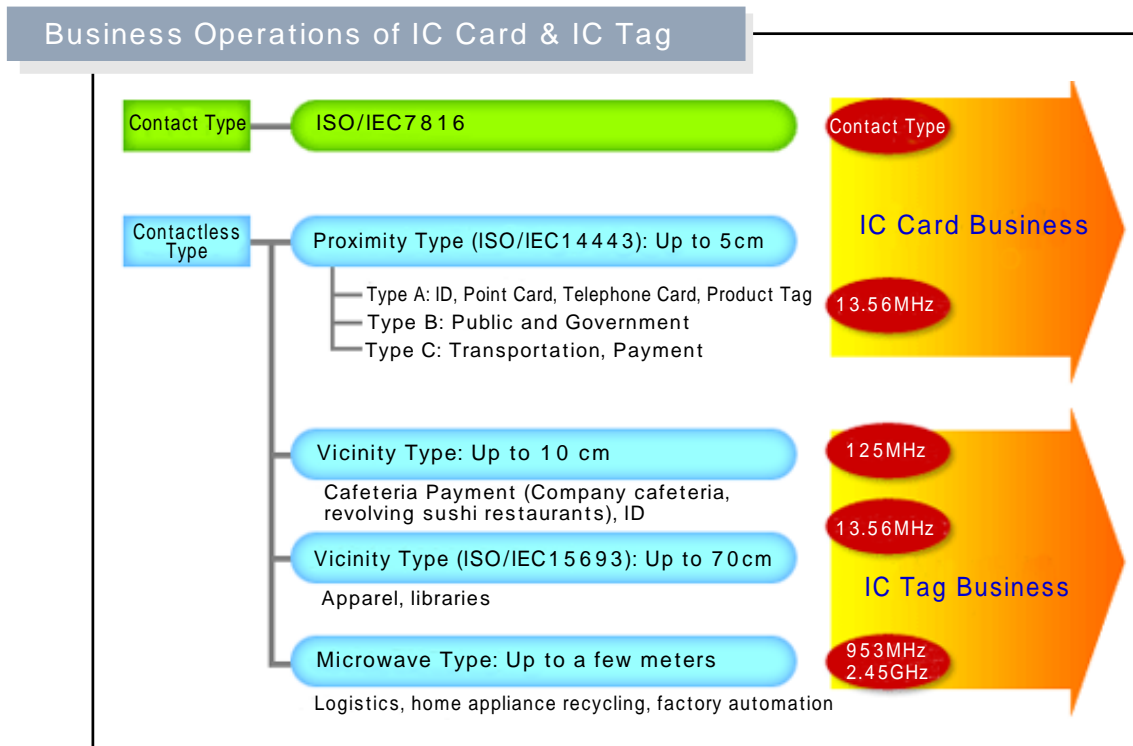 Business Operations of IC Card & IC Tag
Contact Type
ISO/IEC7816
Contact Type
IC Card Business
Contactless
Type
Proximity Type (ISO/IEC14443): Up to 5cm
Type A: ID, Point Card, Telephone Card, Product Tag
Type B: Public and Government
Type C: Transportation, Payment
13.56MHz
Vicinity Type: Up to 10 cm
125MHz
Cafeteria Payment (Company cafeteria,
revolving sushi restaurants), ID
13.56MHz
Vicinity Type (ISO/IEC15693): Up to 70cm
Apparel, libraries
IC Tag Business
Microwave Type: Up to a few meters
953MHz
2.45GHz
Logistics, home appliance recycling, factory automation